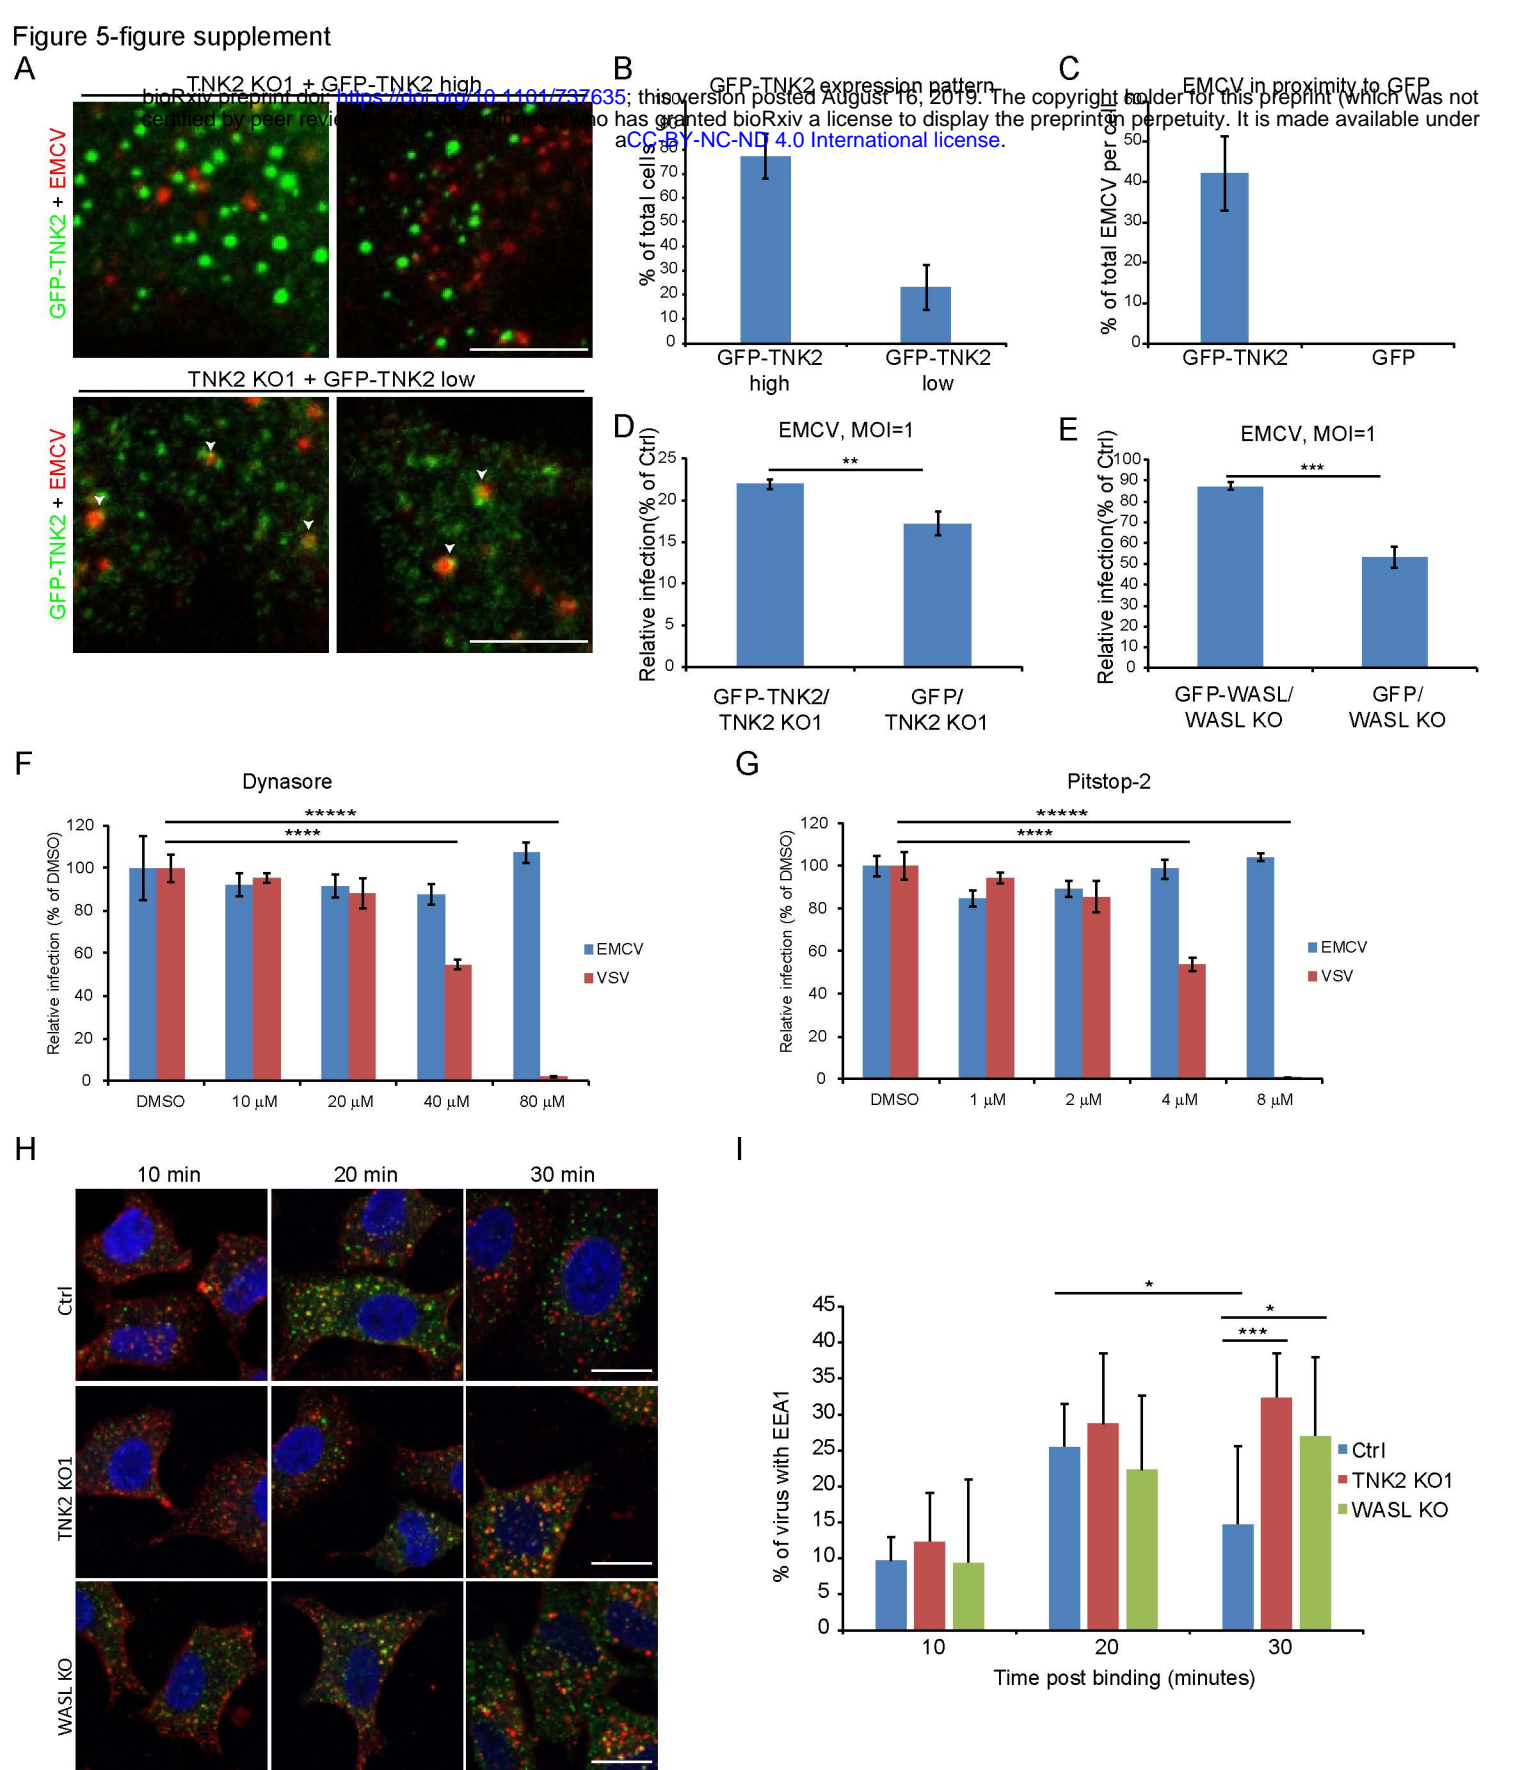 Figure 5-figure supplement
A
TNK2 KO1 + GFP-TNK2 high
bioRxiv preprint doi: https://doi.org/10.1101/737635; this version posted August 16, 2019. The copyright holder for this preprint (which was not
certified by peer review) is the author/funder, who has granted bioRxiv a license to display the preprint in perpetuity. It is made available under
aCC-BY-NC-ND 4.0 International license.
GFP-TNK2 + EMCV
TNK2 KO1 + GFP-TNK2 low
GFP-TNK2 + EMCV
B
GFP-TNK2 expression pattern
% of total cells
80
70
60
50
40
30
20
10
0
GFP-TNK2
high
GFP-TNK2
low
C
EMCV in proximity to GFP
% of total EMCV per cell
60
50
40
30
20
10
0
GFP-TNK2
GFP
D
EMCV, MOI=1
**
Relative infection(% of Ctrl)
25
20
15
10
5
0
GFP-TNK2/
TNK2 KO1
GFP/
TNK2 KO1
E
EMCV, MOI=1
***
Relative infection(% of Ctrl)
100
90
80
70
60
50
40
30
20
10
0
GFP-WASL/
WASL KO
GFP/
WASL KO
F
Dynasore
*****
****
Relative infection (% of DMSO)
120
100
80
60
40
20
0
DMSO
10 µM
20 µM
40 µM
80 µM
EMCV
VSV
G
Pitstop-2
*****
****
Relative infection (% of DMSO)
120
100
80
60
40
20
0
DMSO
1 µM
2 µM
4 µM
8 µM
EMCV
VSV
H
10 min
20 min
30 min
Ctrl
TNK2 KO1
WASL KO
I
*
*
***
% of virus with EEA1
45
40
35
30
25
20
15
10
5
0
10
20
30
Time post binding (minutes)
Ctrl
TNK2 KO1
WASL KO